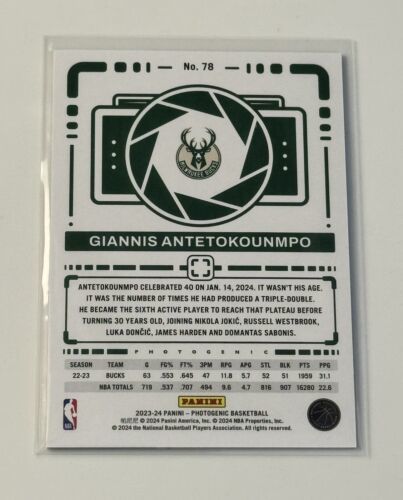 No. 78
MILWAUKEE BUCKS
GIANNIS ANTETOKOUNMPO
ANTETOKOUNMPO CELEBRATED 40 ON JAN. 14, 2024. IT WASN'T HIS AGE.
IT WAS THE NUMBER OF TIMES HE HAD PRODUCED A TRIPLE-DOUBLE.
HE BECAME THE SIXTH ACTIVE PLAYER TO REACH THAT PLATEAU BEFORE
TURNING 30 YEARS OLD, JOINING NIKOLA JOKIĆ, RUSSELL WESTBROOK,
LUKA DONČIĆ, JAMES HARDEN AND DOMANTAS SABONIS.
PHOTOGENIC
SEASON TEAM G FG% FT% 3PM RPG APG STL BLK PTS PPG
22-23 BUCKS 63 .553 .645 47 11.8 5.7 52 51 1959 31.1
NBA TOTALS 719 .537 .707 494 9.6 4.7 816 907 16280 22.6
PANINI
2023-24 PANINI – PHOTOGENIC BASKETBALL
© 2024 Panini America, Inc. © 2024 NBA Properties, Inc.
© 2024 the National Basketball Players Association. All rights reserved.
NBA